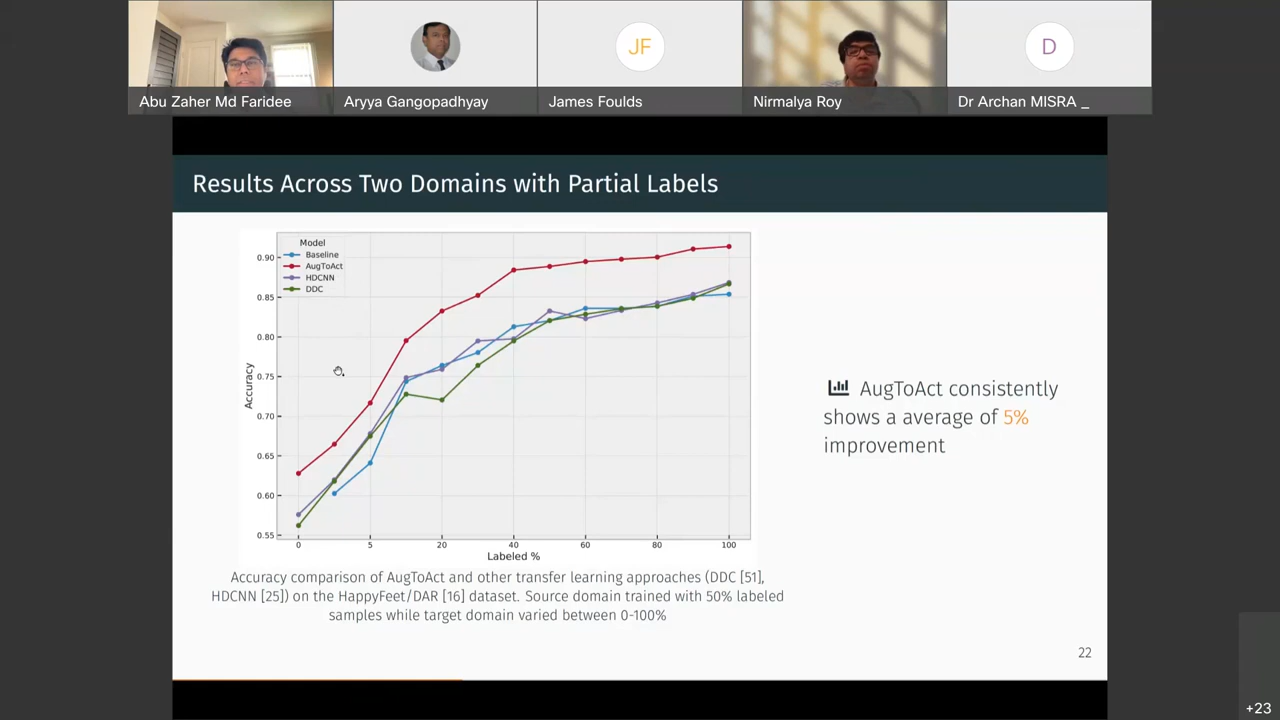 JF
D
Abu Zaher Md Faridee
Aryya Gangopadhyay
James Foulds
Nirmalya Roy
Dr Archan MISRA _
Results Across Two Domains with Partial Labels
Model
Baseline
AugToAct
HDCNN
DDC
0.90
0.85
0.80
0.75
0.70
0.65
0.60
0.55
Accuracy
0 5 20 40 60 80 100
Labeled %
AugToAct consistently
shows a average of 5%
improvement
Accuracy comparison of AugToAct and other transfer learning approaches (DDC [51],
HDCNN [25]) on the HappyFeet/DAR [16] dataset. Source domain trained with 50% labeled
samples while target domain varied between 0-100%
22
+23